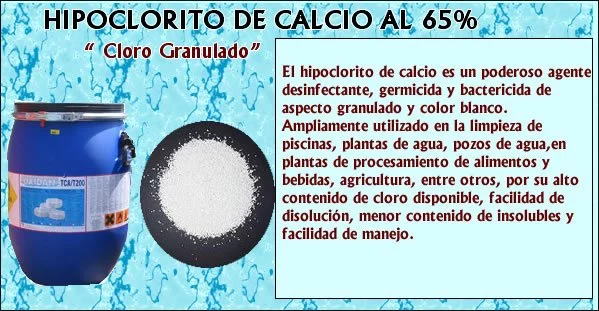 HIPOCLORITO DE CALCIO AL 65%
“ Cloro Granulado”
El hipoclorito de calcio es un poderoso agente
desinfectante, germicida y bactericida de
aspecto granulado y color blanco.
Ampliamente utilizado en la limpieza de
piscinas, plantas de agua, pozos de agua,en
plantas de procesamiento de alimentos y
bebidas, agricultura, entre otros, por su alto
contenido de cloro disponible, facilidad de
disolución, menor contenido de insolubles y
facilidad de manejo.
TCA/T200